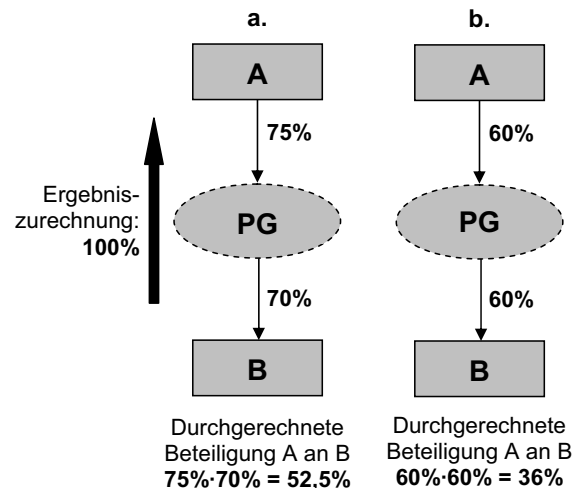 a.
A
75%
Ergebnis-
zurechnung:
100%
PG
70%
B
Durchgerechnete
Beteiligung A an B
75%·70% = 52,5%
b.
A
60%
PG
60%
B
Durchgerechnete
Beteiligung A an B
60%·60% = 36%